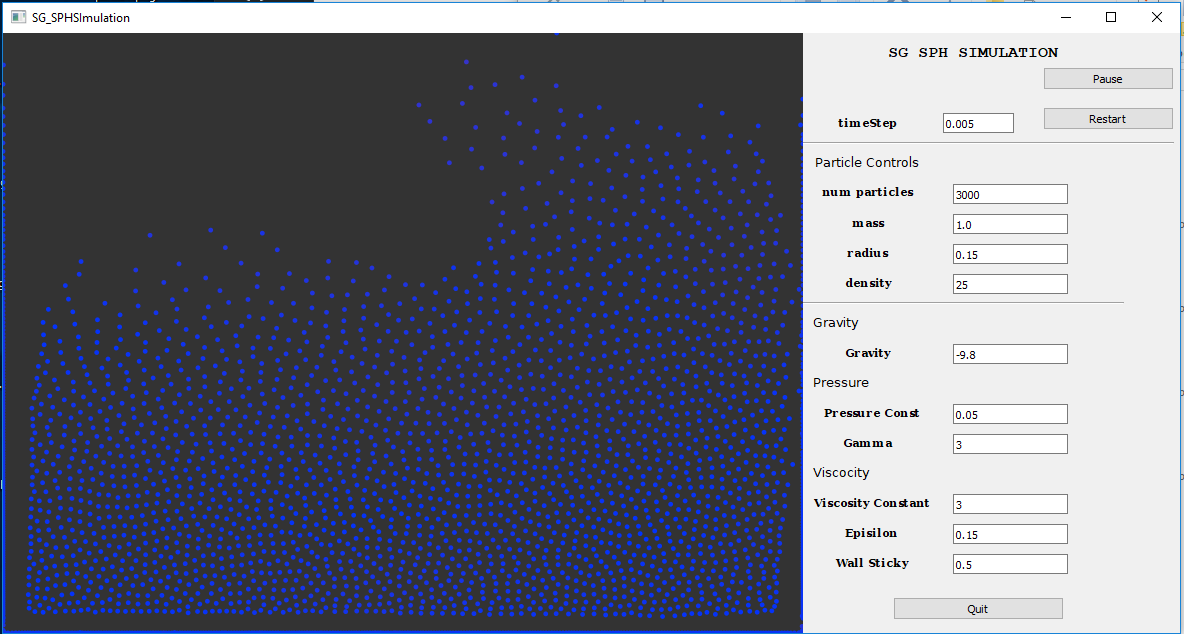 SG_SPHSImulation
SG SPH SIMULATION
Pause
timeStep 0.005 Restart
Particle Controls
num particles 3000
mass 1.0
radius 0.15
density 25
Gravity
Gravity -9.8
Pressure
Pressure Const 0.05
Gamma 3
Viscocity
Viscosity Constant 3
Episilon 0.15
Wall Sticky 0.5
Quit